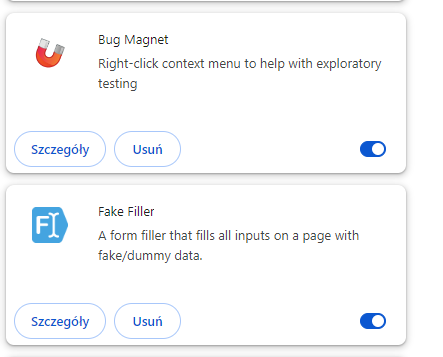 Bug Magnet
Right-click context menu to help with exploratory
testing
Szczegóły Usuń
Fake Filler
F
A form filler that fills all inputs on a page with
fake/dummy data.
Szczegóły Usuń